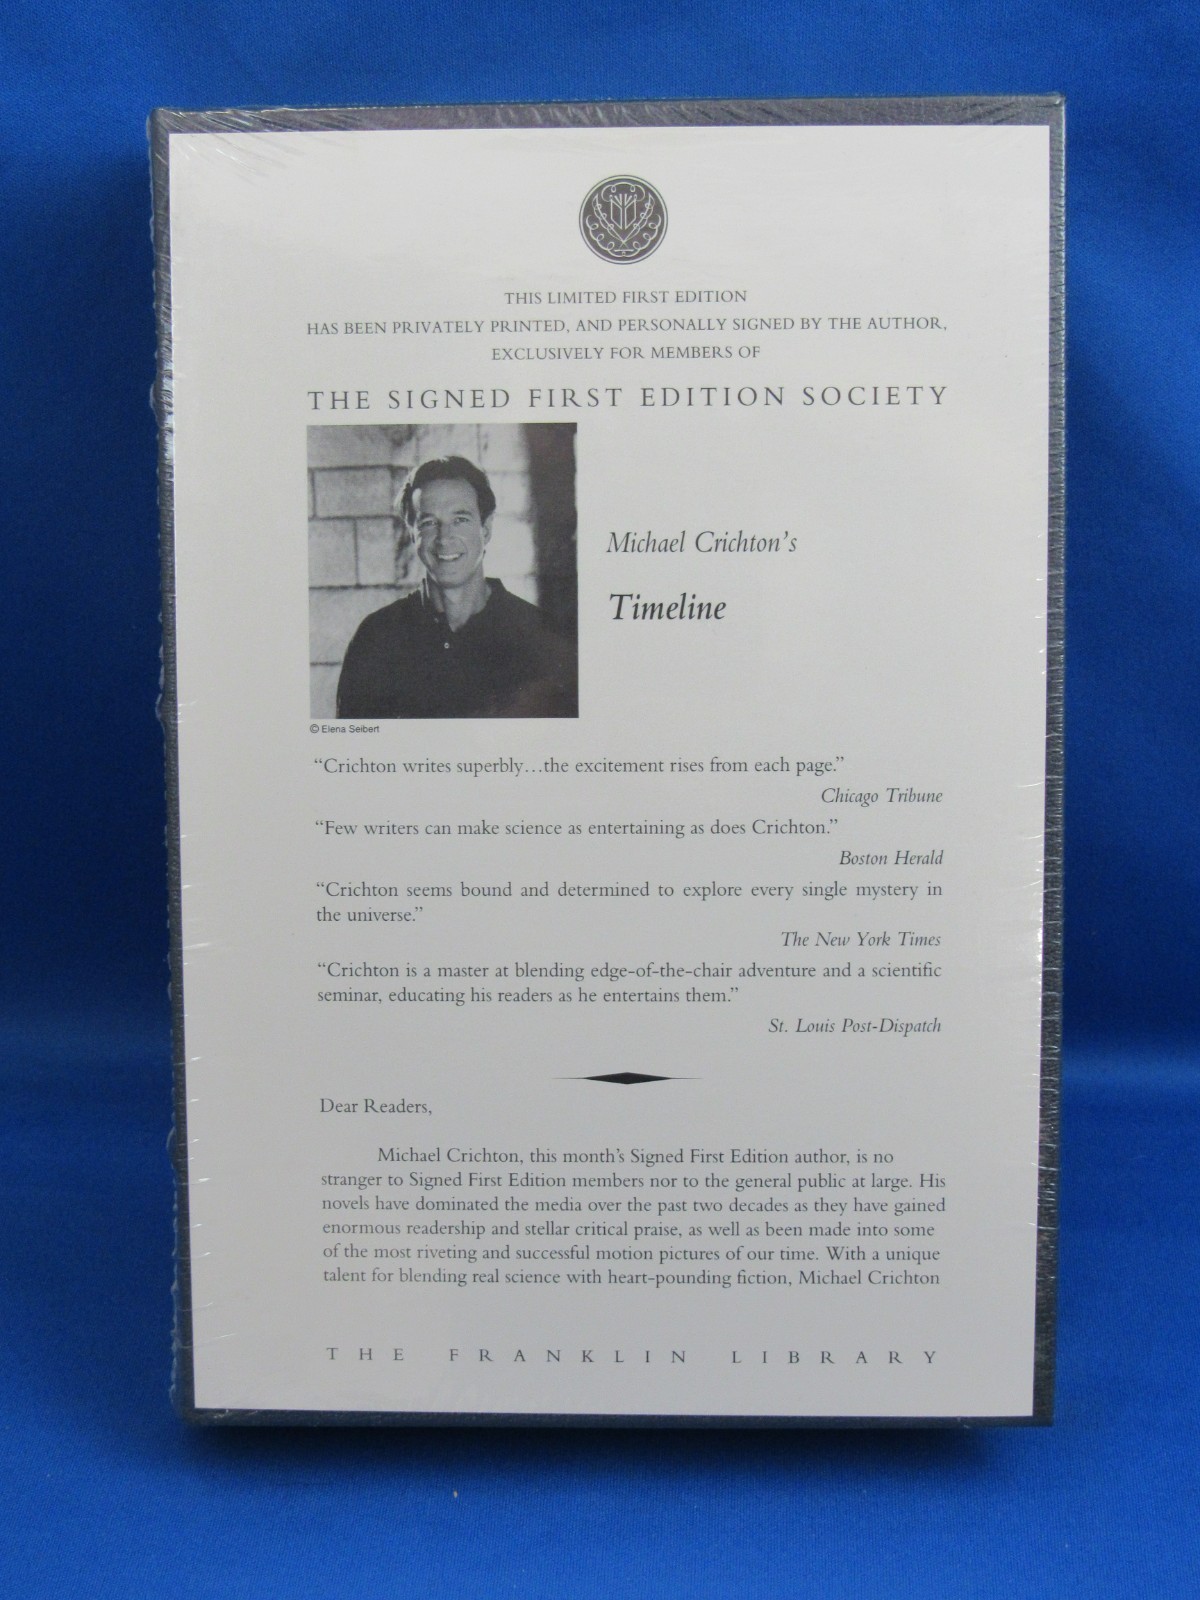 THIS LIMITED FIRST EDITION
HAS BEEN PRIVATELY PRINTED, AND PERSONALLY SIGNED BY THE AUTHOR,
EXCLUSIVELY FOR MEMBERS OF
THE SIGNED FIRST EDITION SOCIETY
Michael Crichton's
Timeline
© Elena Seibert
“Crichton writes superbly…the excitement rises from each page.”
Chicago Tribune
“Few writers can make science as entertaining as does Crichton.”
Boston Herald
“Crichton seems bound and determined to explore every single mystery in
the universe.”
The New York Times
“Crichton is a master at blending edge-of-the-chair adventure and a scientific
seminar, educating his readers as he entertains them.”
St. Louis Post-Dispatch
Dear Readers,
Michael Crichton, this month's Signed First Edition author, is no
stranger to Signed First Edition members nor to the general public at large. His
novels have dominated the media over the past two decades as they have gained
enormous readership and stellar critical praise, as well as been made into some
of the most riveting and successful motion pictures of our time. With a unique
talent for blending real science with heart-pounding fiction, Michael Crichton
THE FRANKLIN LIBRARY